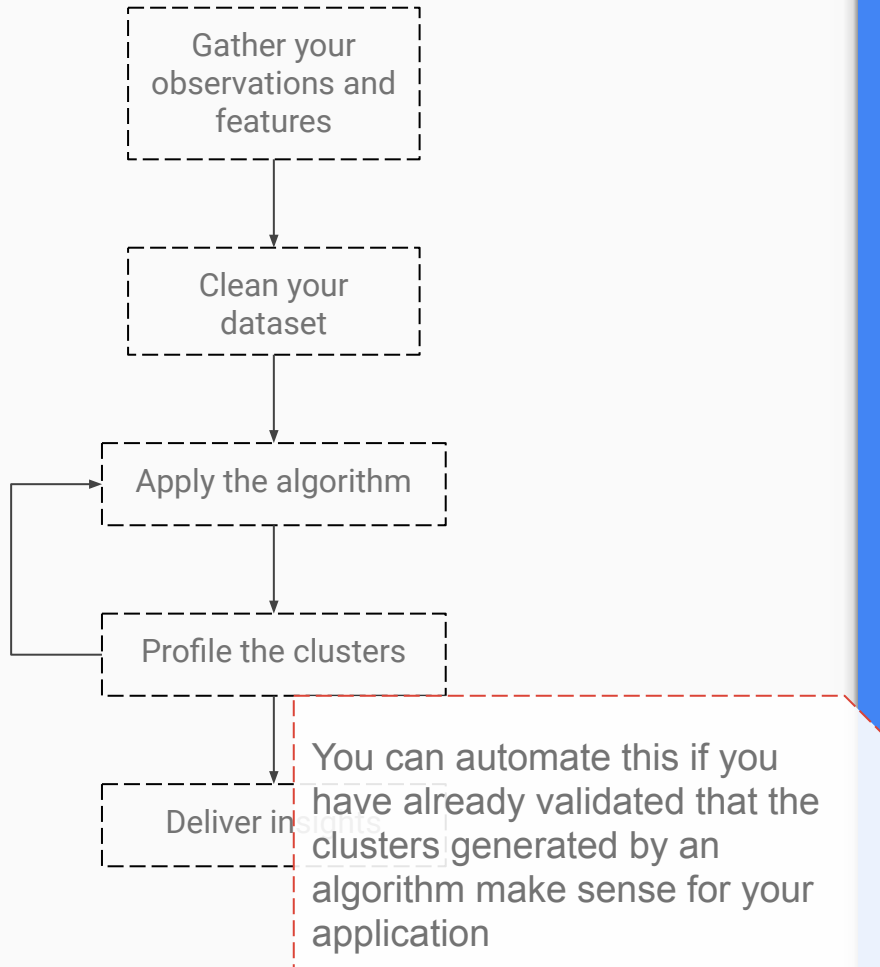 Gather your
observations and
features
Clean your
dataset
Apply the algorithm
Profile the clusters
Deliver insights
You can automate this if you
have already validated that the
clusters generated by an
algorithm make sense for your
application